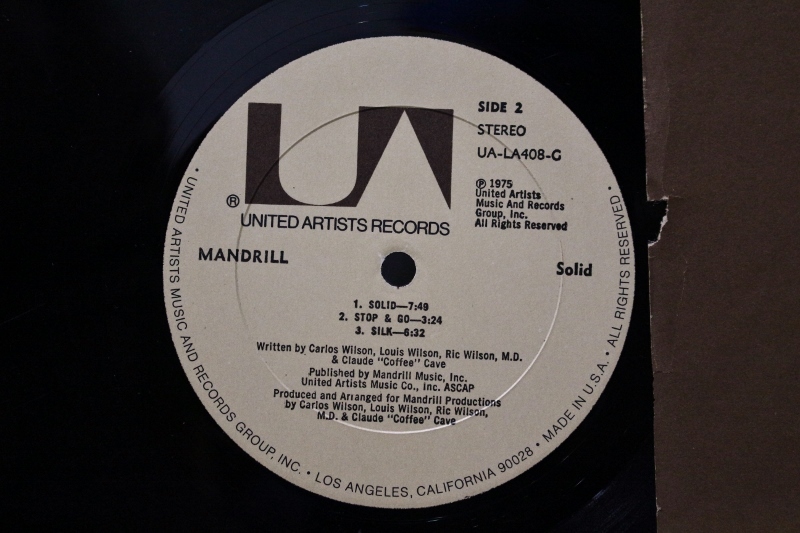 UA
®
UNITED ARTISTS RECORDS
SIDE 2
STEREO
UA-LA408-G
℗ 1975
United Artists
Music And Records
Group, Inc.
All Rights Reserved
MANDRILL
Solid
1. SOLID—7:49
2. STOP & GO—3:24
3. SILK—6:32
Written by Carlos Wilson, Louis Wilson, Ric Wilson, M.D.
& Claude "Coffee" Cave
Published by Mandrill Music, Inc.
United Artists Music Co., Inc. ASCAP
Produced and Arranged for Mandrill Productions
by Carlos Wilson, Louis Wilson, Ric Wilson,
M.D. & Claude "Coffee" Cave
• UNITED ARTISTS MUSIC AND RECORDS GROUP, INC. • LOS ANGELES, CALIFORNIA 90028 • MADE IN U.S.A. • ALL RIGHTS RESERVED •